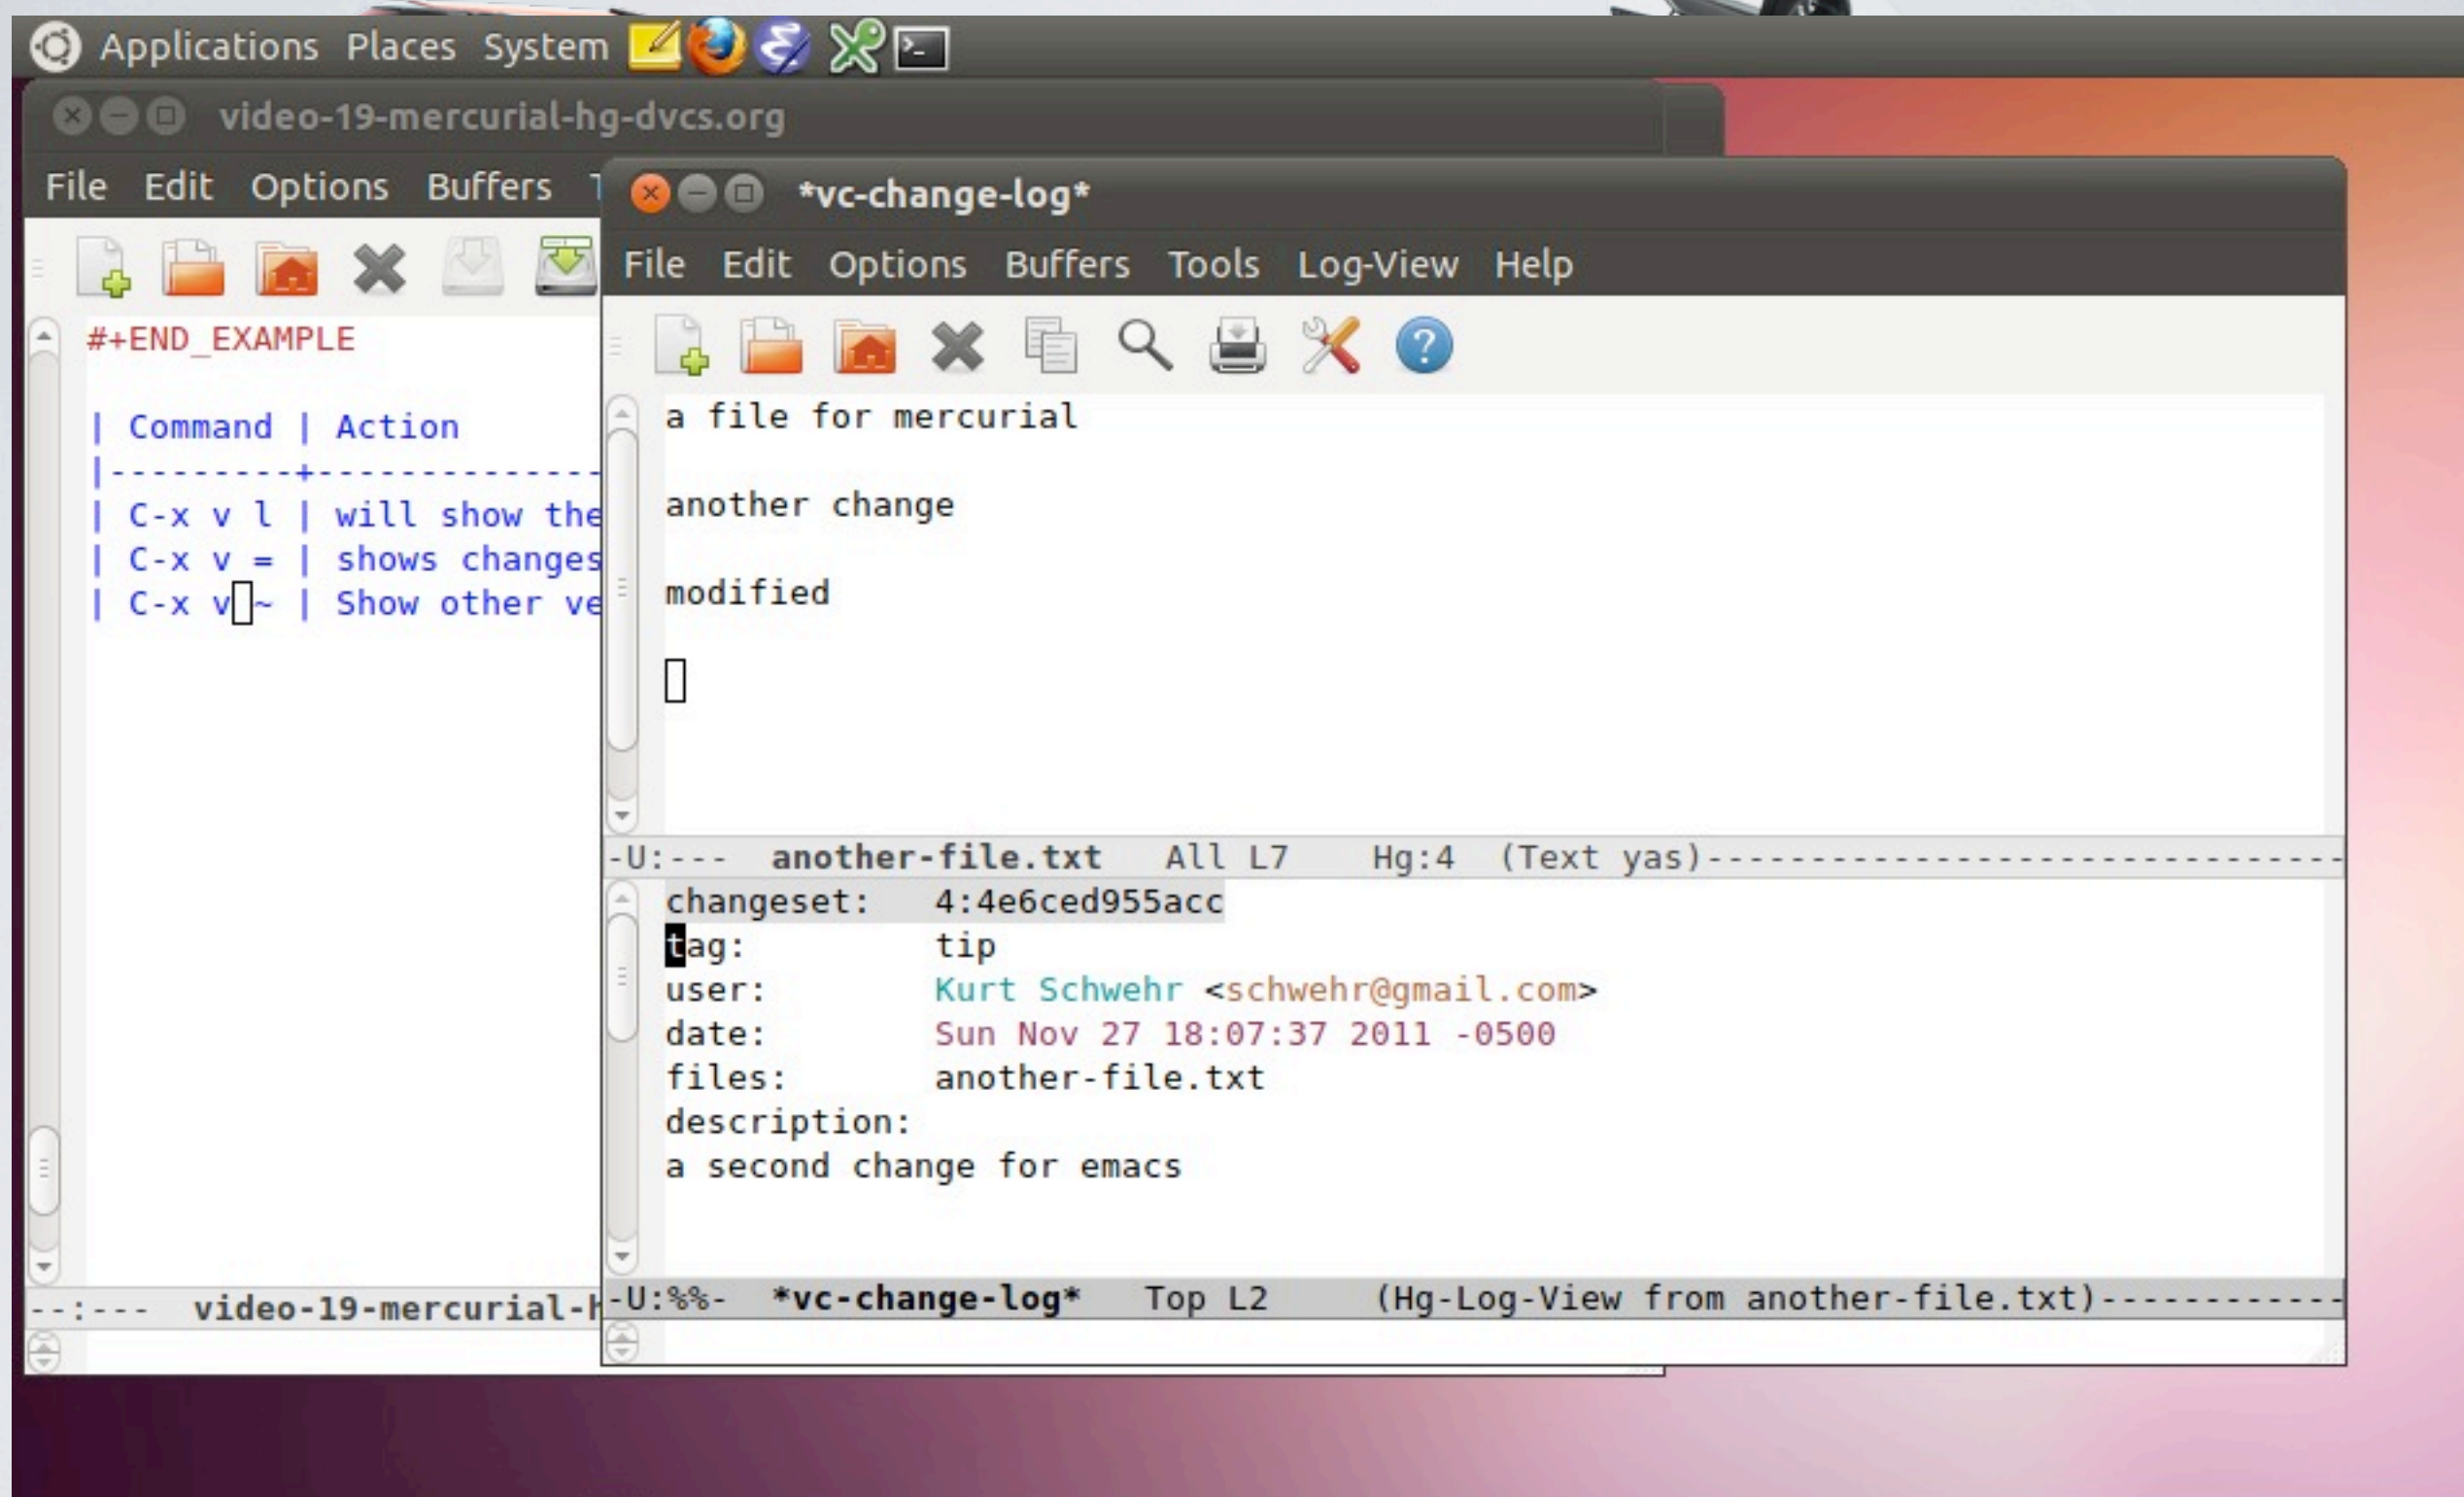 Applications Places System
video-19-mercurial-hg-dvcs.org
File Edit Options Buffers
#+END_EXAMPLE
| Command | Action
|---------+--------------
| C-x v l | will show the
| C-x v = | shows changes
| C-x v ~ | Show other ve
--:--- video-19-mercurial-h
*vc-change-log*
File Edit Options Buffers Tools Log-View Help
a file for mercurial
another change
modified
-U:--- another-file.txt All L7 Hg:4 (Text yas)-------------------------------
changeset: 4:4e6ced955acc
tag: tip
user: Kurt Schwehr <schwehr@gmail.com>
date: Sun Nov 27 18:07:37 2011 -0500
files: another-file.txt
description:
a second change for emacs
-U:%%- *vc-change-log* Top L2 (Hg-Log-View from another-file.txt)------------